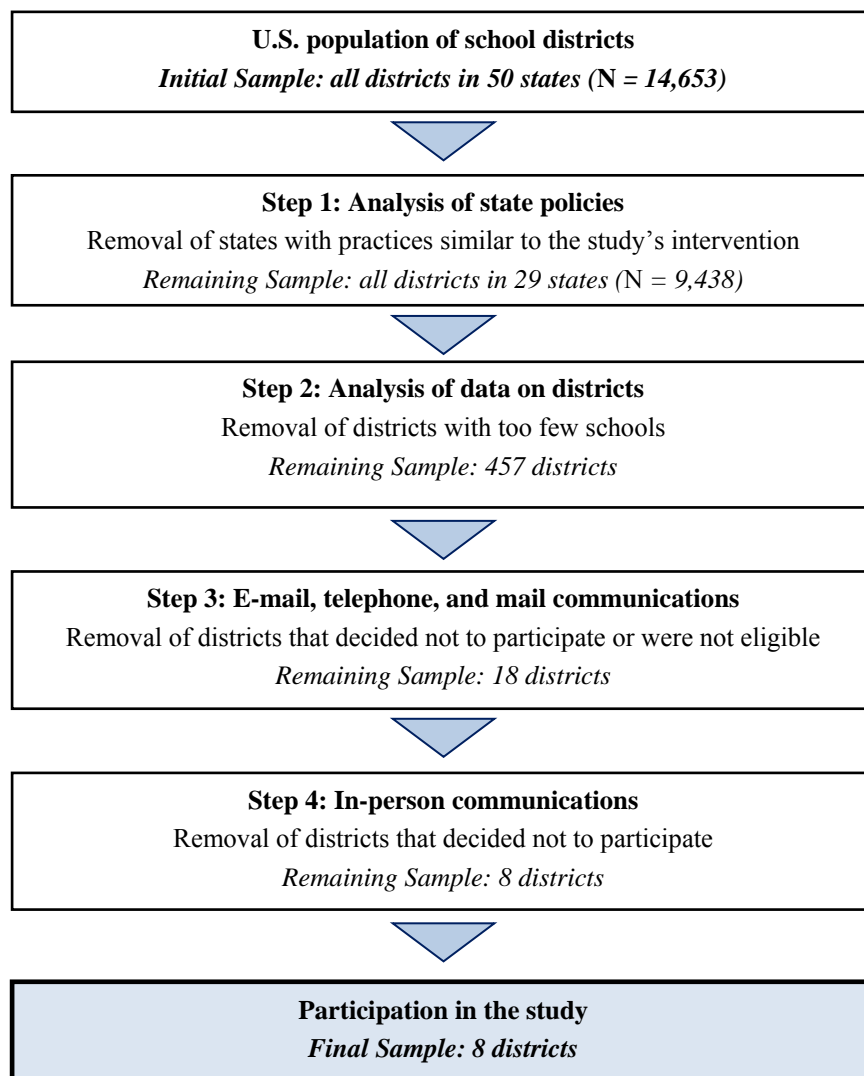 U.S. population of school districts
Initial Sample: all districts in 50 states (N = 14,653)
Step 1: Analysis of state policies
Removal of states with practices similar to the study’s intervention
Remaining Sample: all districts in 29 states (N = 9,438)
Step 2: Analysis of data on districts
Removal of districts with too few schools
Remaining Sample: 457 districts
Step 3: E-mail, telephone, and mail communications
Removal of districts that decided not to participate or were not eligible
Remaining Sample: 18 districts
Step 4: In-person communications
Removal of districts that decided not to participate
Remaining Sample: 8 districts
Participation in the study
Final Sample: 8 districts